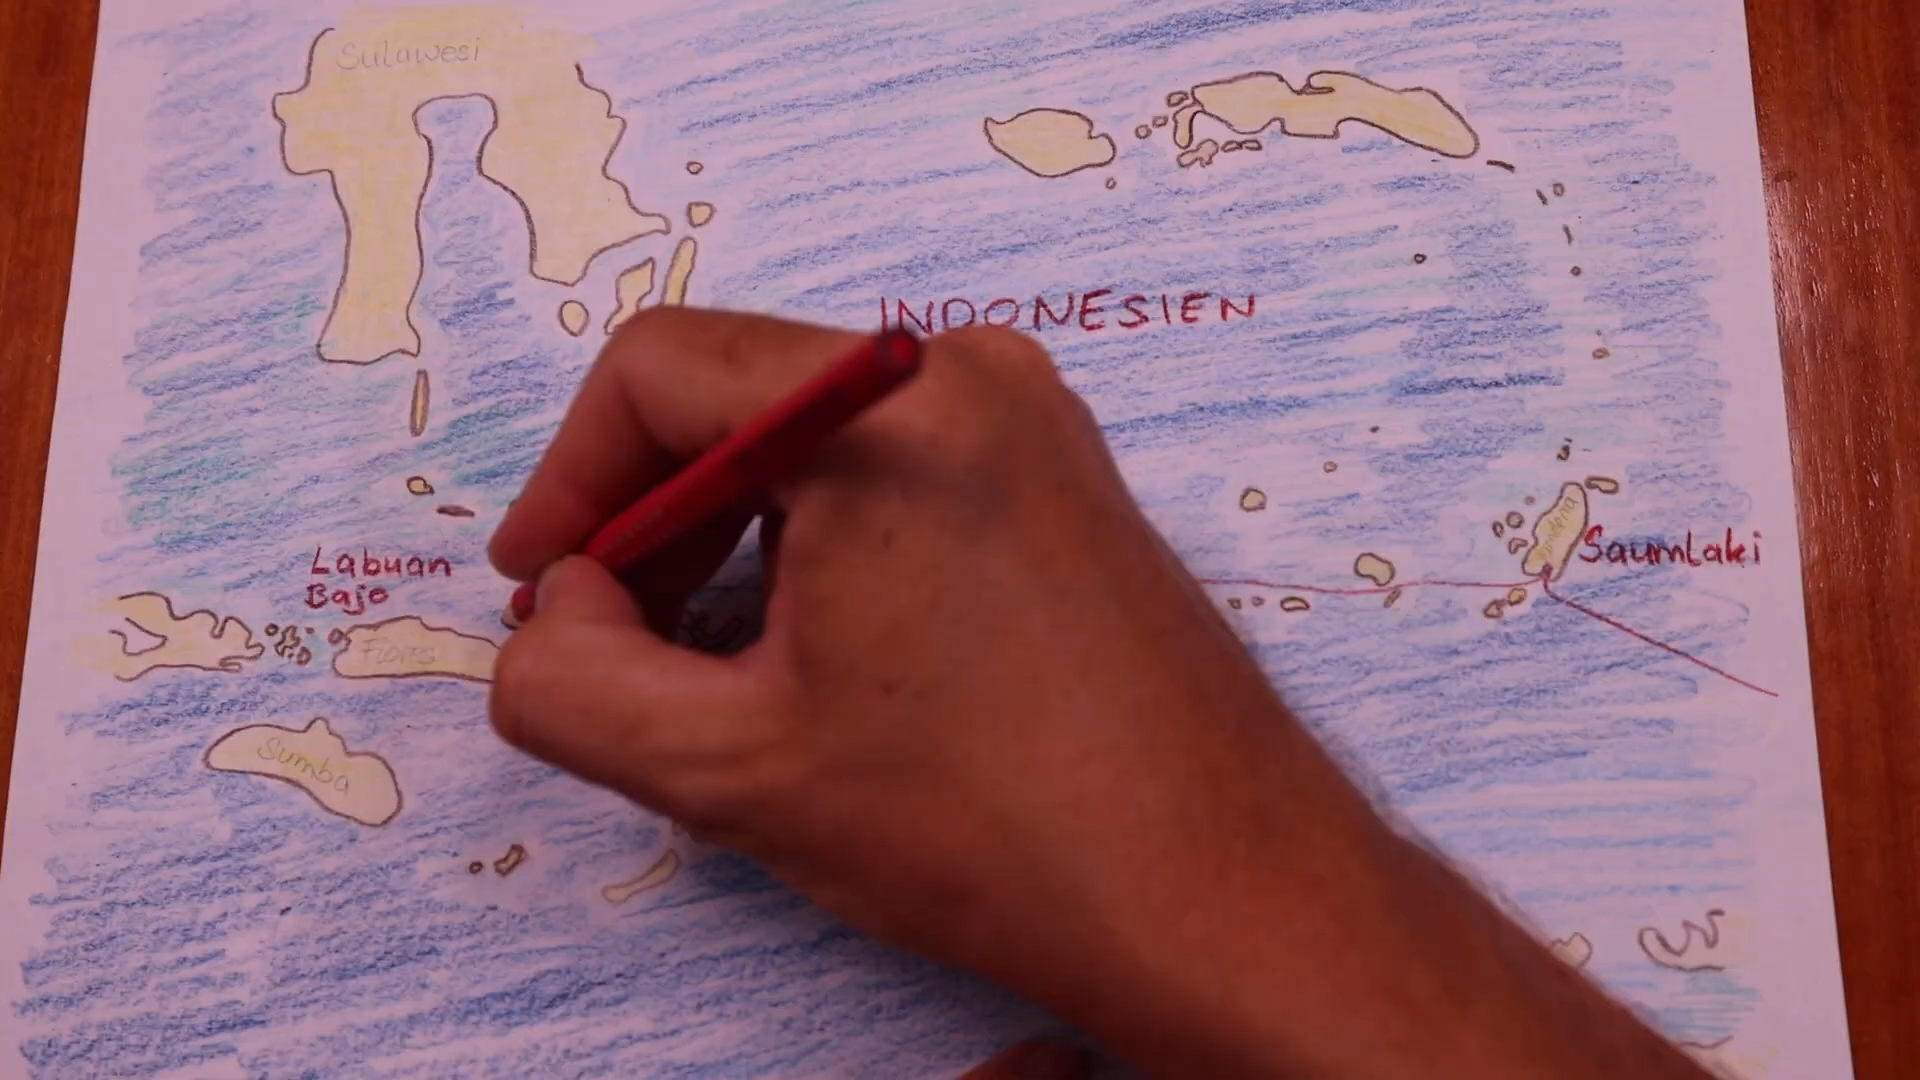 Sulawesi
INDONESIEN
Saumlaki
Labuan
Bajo
Flores
Sumba